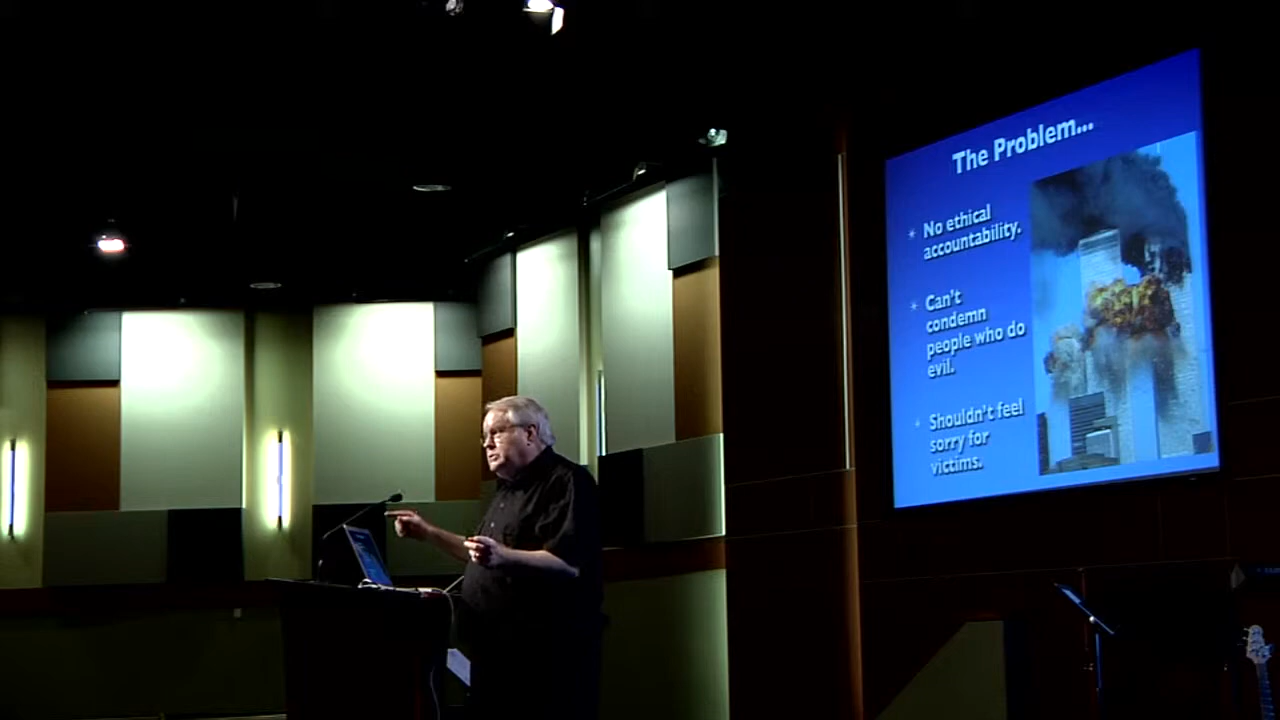 The Problem...
* No ethical
accountability.
* Can't
condemn
people who do
evil.
* Shouldn't feel
sorry for
victims.